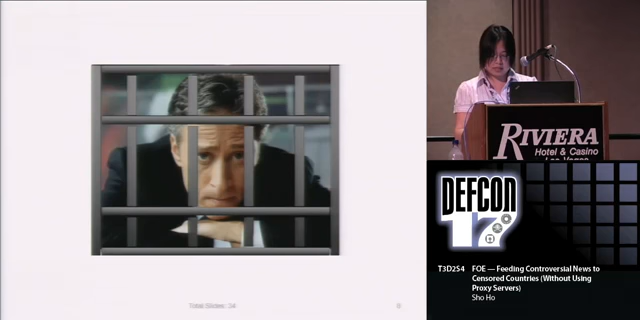 RIVIERA
Hotel & Casino
Las Vegas
DEFCON
17
T3D2S4 FOE — Feeding Controversial News to
Censored Countries (Without Using
Proxy Servers)
Sho Ho